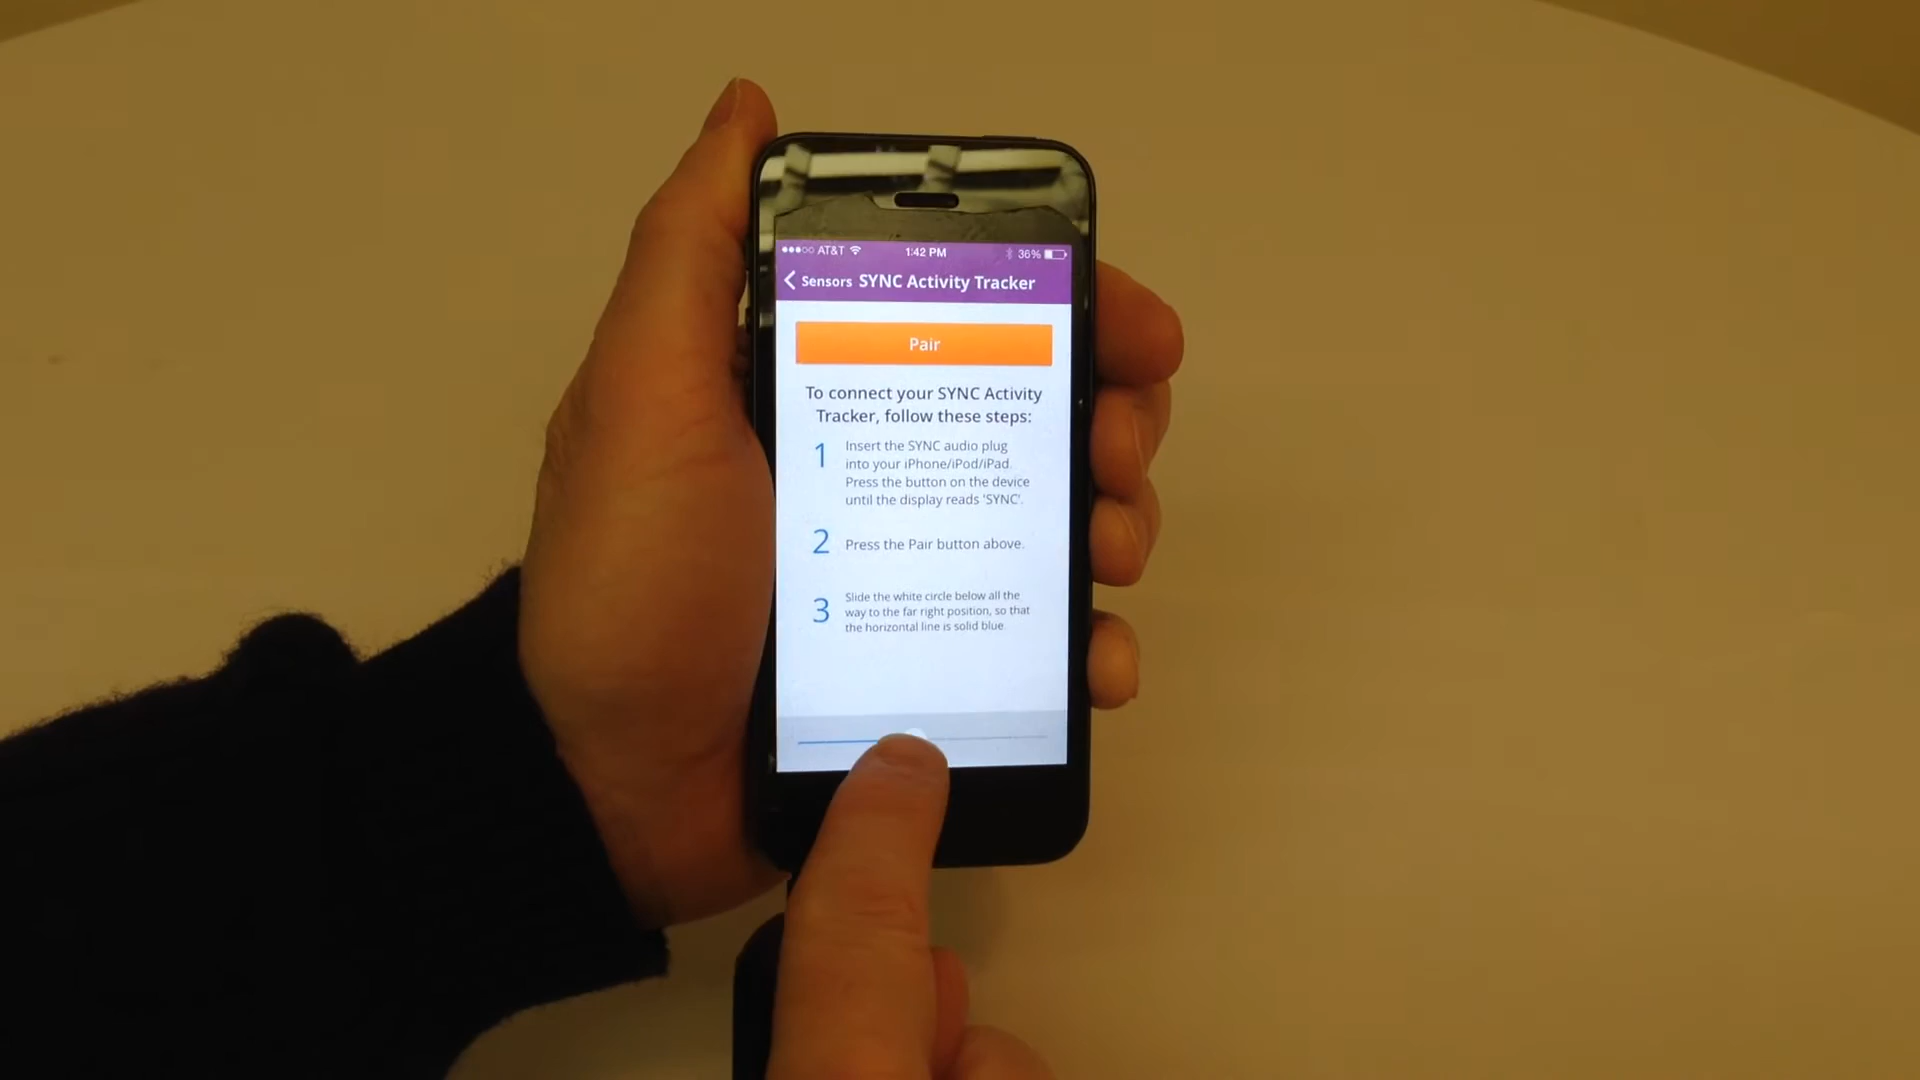 AT&T 1:42 PM 36%
Sensors SYNC Activity Tracker
Pair
To connect your SYNC Activity
Tracker, follow these steps:
1 Insert the SYNC audio plug
into your iPhone/iPod/iPad.
Press the button on the device
until the display reads 'SYNC'.
2 Press the Pair button above.
3 Slide the white circle below all the
way to the far right position, so that
the horizontal line is solid blue.